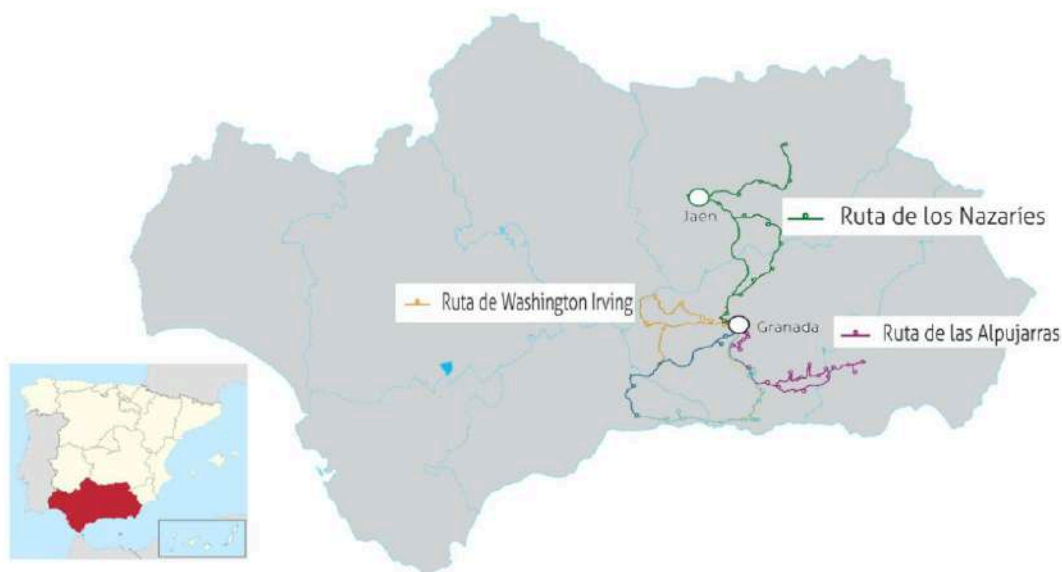 Jaén
Ruta de los Nazaríes
Ruta de Washington Irving
Granada
Ruta de las Alpujarras